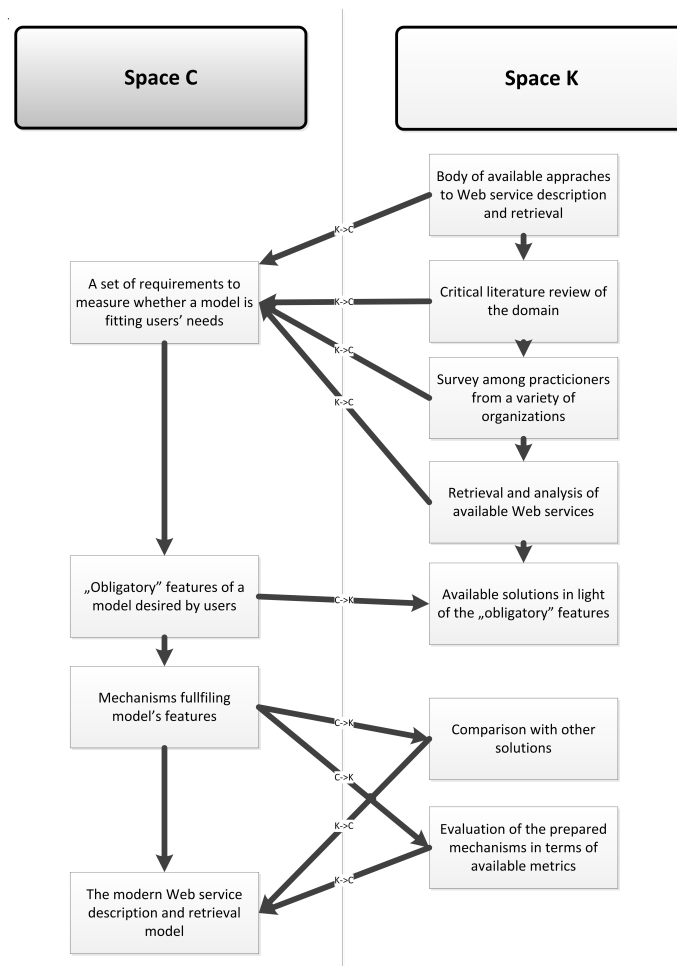 Space C
Space K
Body of available appraches
to Web service description
and retrieval
K->C
A set of requirements to
measure whether a model is
fitting users' needs
K->C
Critical literature review of
the domain
K->C
Survey among practicioners
from a variety of
organizations
K->C
Retrieval and analysis of
available Web services
„Obligatory” features of a
model desired by users
C->K
Available solutions in light
of the „obligatory” features
Mechanisms fullfiling
model's features
C->K
Comparison with other
solutions
C->K
K->C
Evaluation of the prepared
mechanisms in terms of
available metrics
K->C
The modern Web service
description and retrieval
model